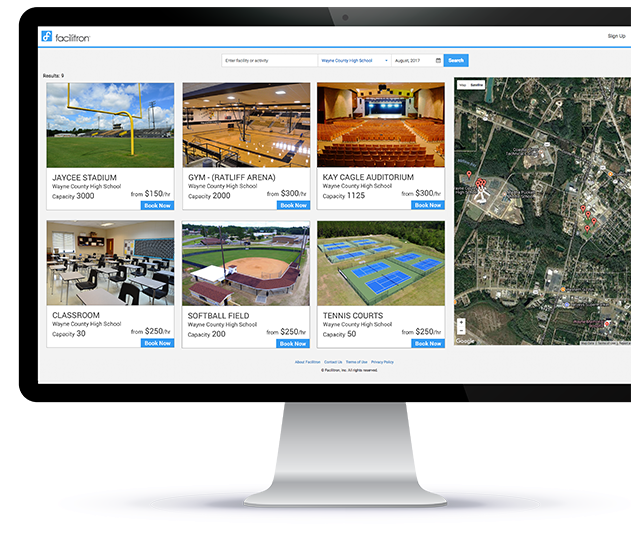 facilitron
Sign Up
Enter facility or activity
Wayne County High School
August, 2017
Search
Results: 9
JAYCEE STADIUM
Wayne County High School
Capacity 3000
from $150/hr
Book Now
GYM - (RATLIFF ARENA)
Wayne County High School
Capacity 2000
from $300/hr
Book Now
KAY CAGLE AUDITORIUM
Wayne County High School
Capacity 1125
from $300/hr
Book Now
Map
Satellite
Google
CLASSROOM
Wayne County High School
Capacity 30
from $250/hr
Book Now
SOFTBALL FIELD
Wayne County High School
Capacity 200
from $250/hr
Book Now
TENNIS COURTS
Wayne County High School
Capacity 50
from $250/hr
Book Now
About Facilitron
Contact Us
Terms of Use
Privacy Policy
© Facilitron, Inc. All rights reserved.